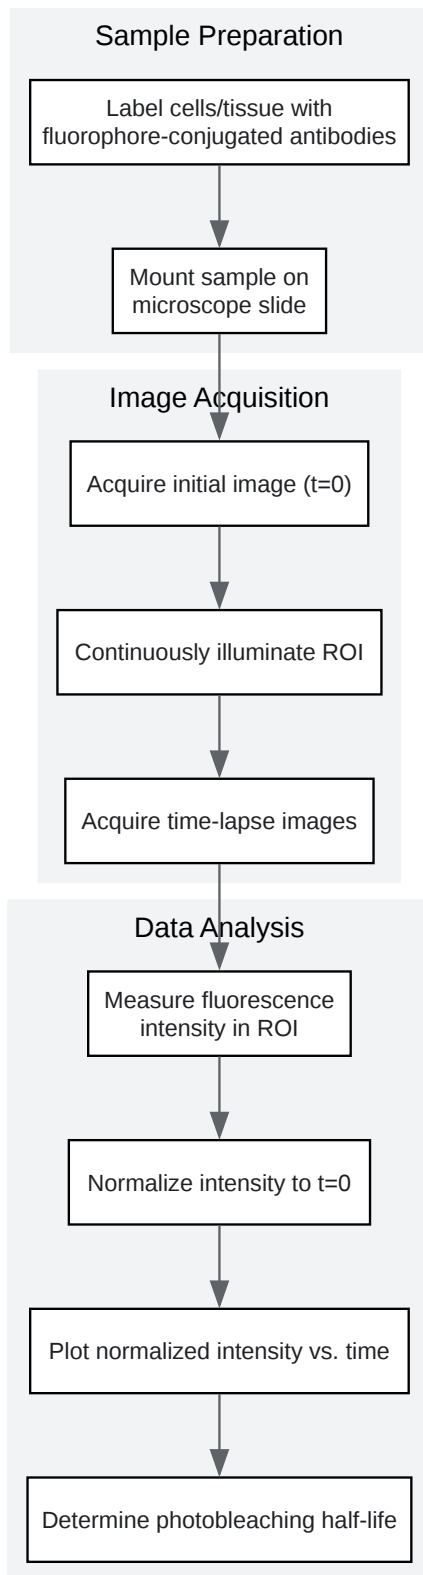 Sample Preparation
Label cells/tissue with
fluorophore-conjugated antibodies
Mount sample on
microscope slide
Image Acquisition
Acquire initial image (t=0)
Continuously illuminate ROI
Acquire time-lapse images
Data Analysis
Measure fluorescence
intensity in ROI
Normalize intensity to t=0
Plot normalized intensity vs. time
Determine photobleaching half-life